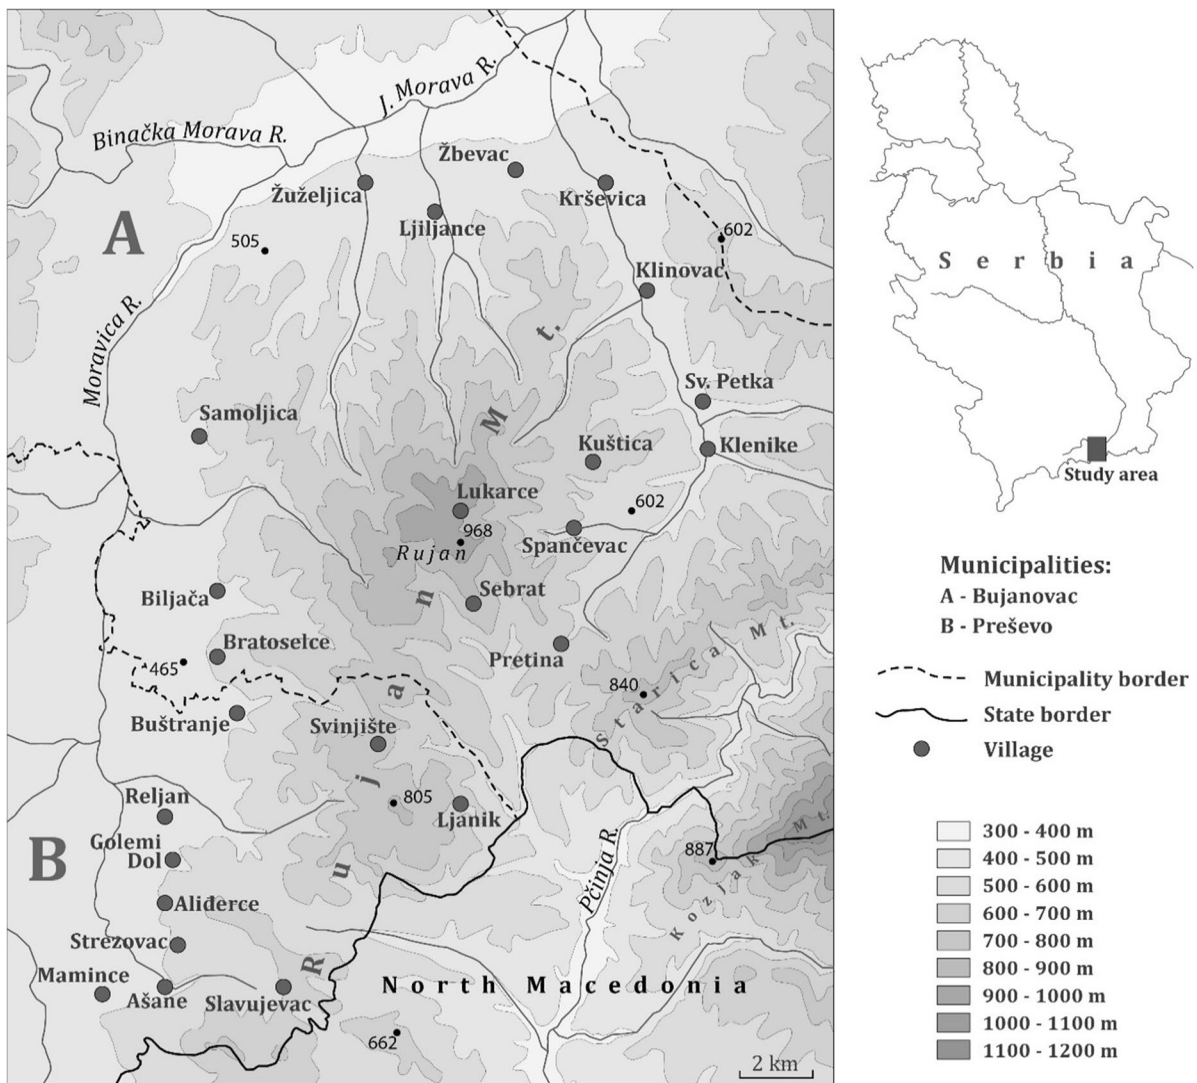 J. Morava R.
Binačka Morava R.
Žbevac
Žuželjica
Krševica
Ljiljance
A
505
602
Klinovac
Moravica R.
Sv. Petka
Samoljica
Kuštica
Klenike
Lukarce
602
968
Rujan
Spančevac
Sebrat
Biljača
Bratoselce
Pretina
465
840
Starica Mt.
Buštranje
Svinjište
Reljan
805
Ljanik
Golemi
Dol
B
887
Kozjak Mt.
Pčinja R.
Aliđerce
Strezovac
Mamince
Ašane
Slavujevac
Rujan Mt.
North Macedonia
662
2 km
Serbia
Study area
Municipalities:
A - Bujanovac
B - Preševo
Municipality border
State border
Village
300 - 400 m
400 - 500 m
500 - 600 m
600 - 700 m
700 - 800 m
800 - 900 m
900 - 1000 m
1000 - 1100 m
1100 - 1200 m